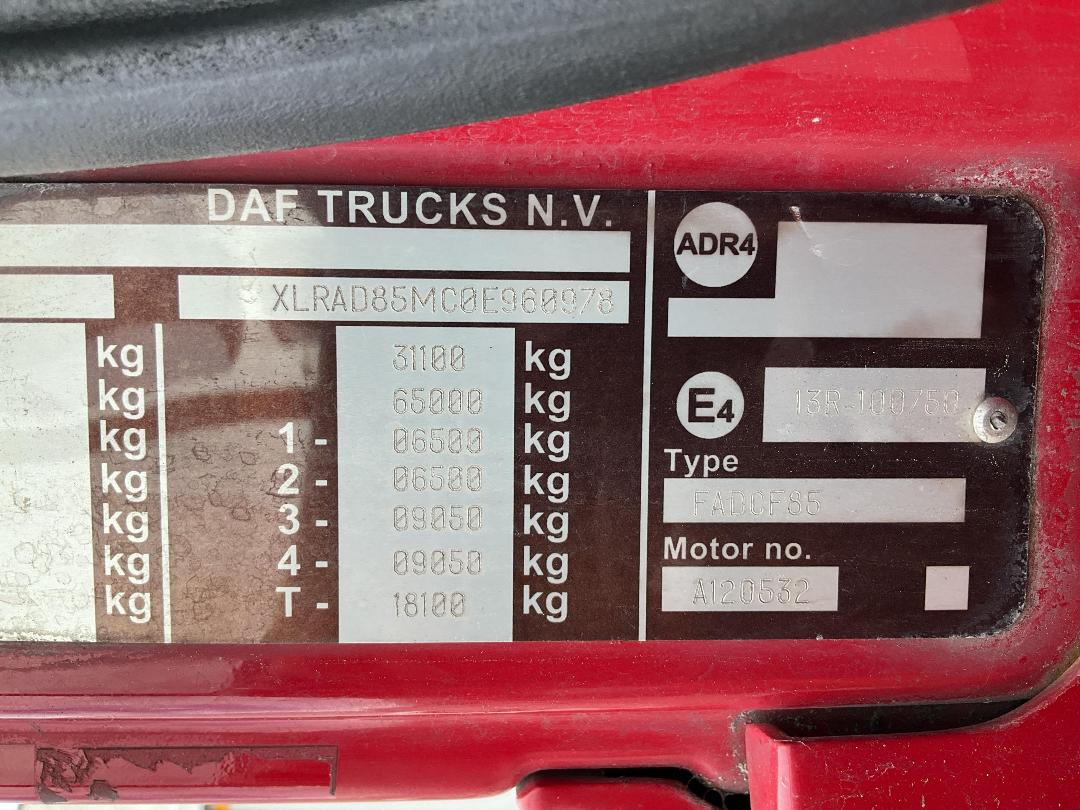 DAF TRUCKS N.V.
XLRAD85MC0E960978
kg 31100 kg
kg 65000 kg
kg 1 - 06500 kg
kg 2 - 06500 kg
kg 3 - 09050 kg
kg 4 - 09050 kg
kg T - 18100 kg
ADR4
E4 13R-100750
Type
FADCF85
Motor no.
A120532